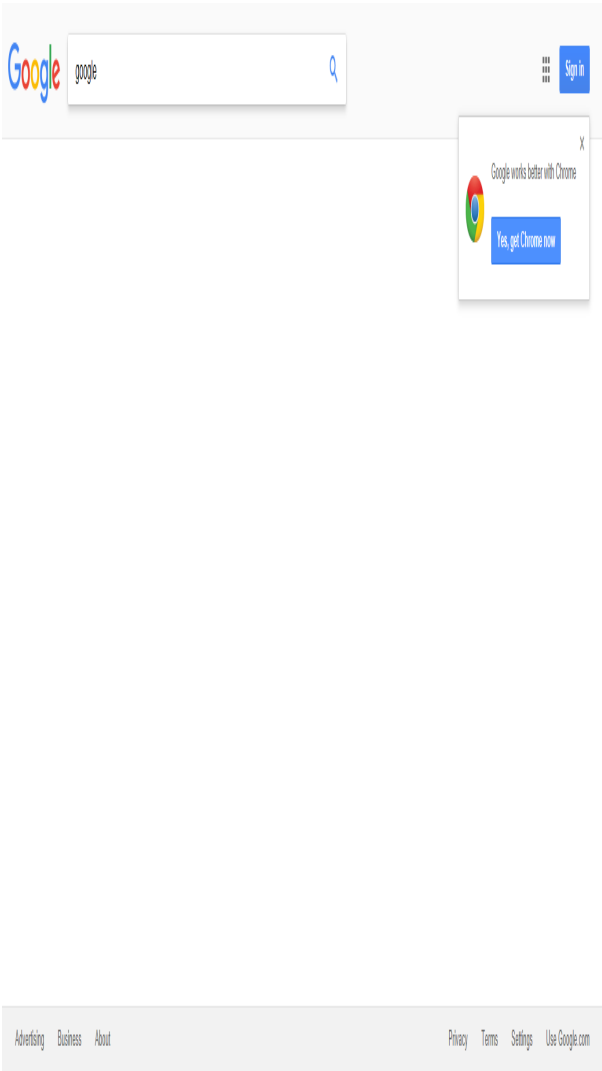 Google
google
Sign in
X
Google works better with Chrome
Yes, get Chrome now
Advertising Business About Privacy Terms Settings Use Google.com